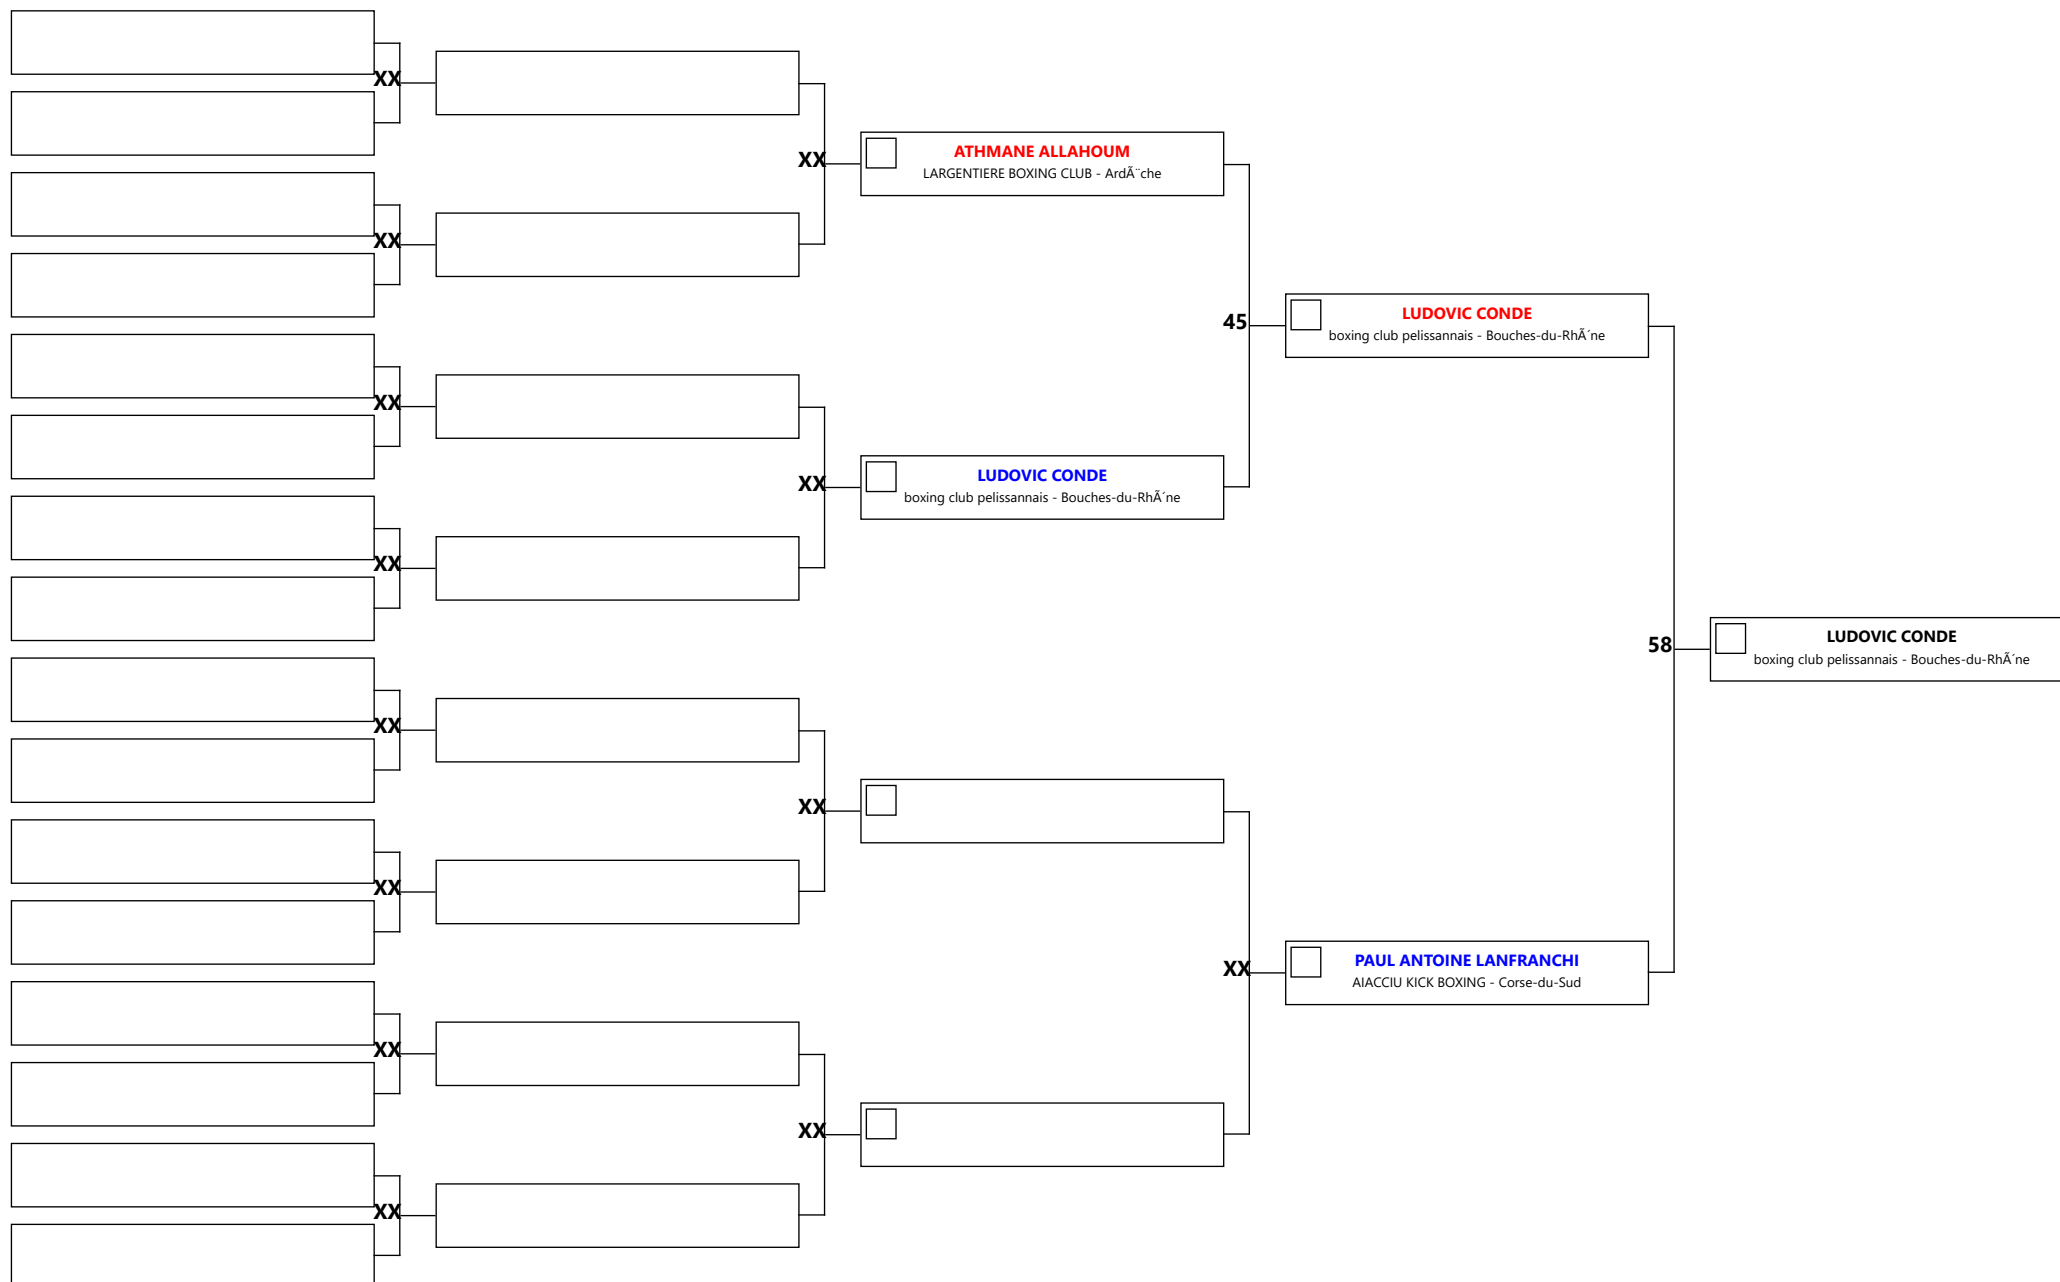 XX
XX
ATHMANE ALLAHOUM
LARGENTIERE BOXING CLUB - ArdÃ¨che
XX
45
LUDOVIC CONDE
boxing club pelissannais - Bouches-du-RhÃ´ne
XX
LUDOVIC CONDE
boxing club pelissannais - Bouches-du-RhÃ´ne
XX
XX
58
LUDOVIC CONDE
boxing club pelissannais - Bouches-du-RhÃ´ne
XX
XX
XX
XX
PAUL ANTOINE LANFRANCHI
AIACCIU KICK BOXING - Corse-du-Sud
XX
XX
XX